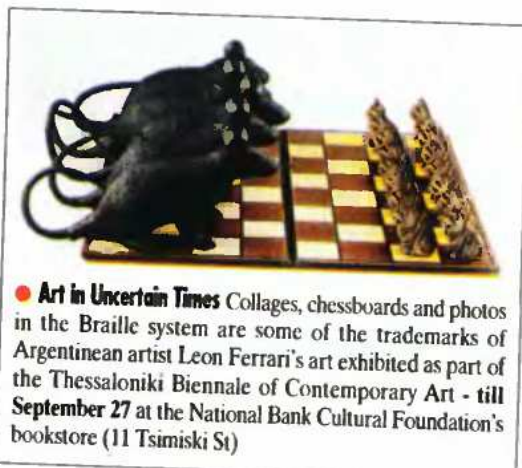 ● Art in Uncertain Times Collages, chessboards and photos
in the Braille system are some of the trademarks of
Argentinean artist Leon Ferrari's art exhibited as part of
the Thessaloniki Biennale of Contemporary Art - till
September 27 at the National Bank Cultural Foundation's
bookstore (11 Tsimiski St)